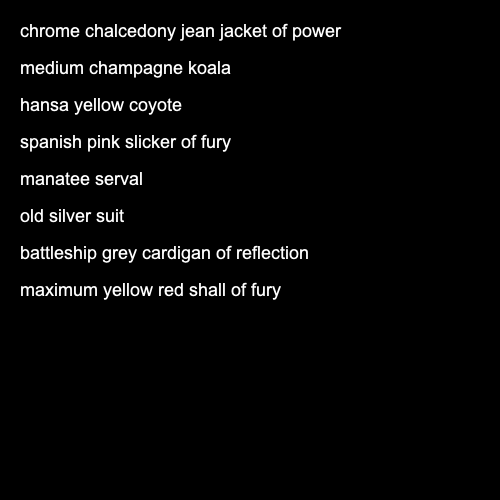 chrome chalcedony jean jacket of power
medium champagne koala
hansa yellow coyote
spanish pink slicker of fury
manatee serval
old silver suit
battleship grey cardigan of reflection
maximum yellow red shall of fury